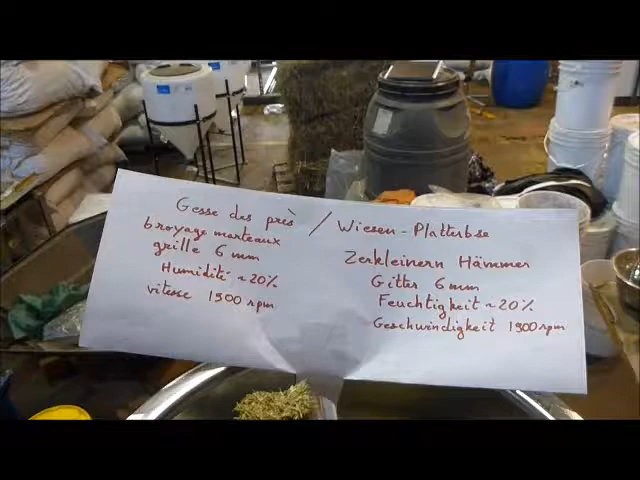 Gesse des près / Wiesen-Platterbse
broyage marteaux
grille 6 mm
Humidité ~20%
vitesse 1500 rpm
Zerkleinern Hämmer
Gitter 6 mm
Feuchtigkeit ~20%
Geschwindigkeit 1500 rpm